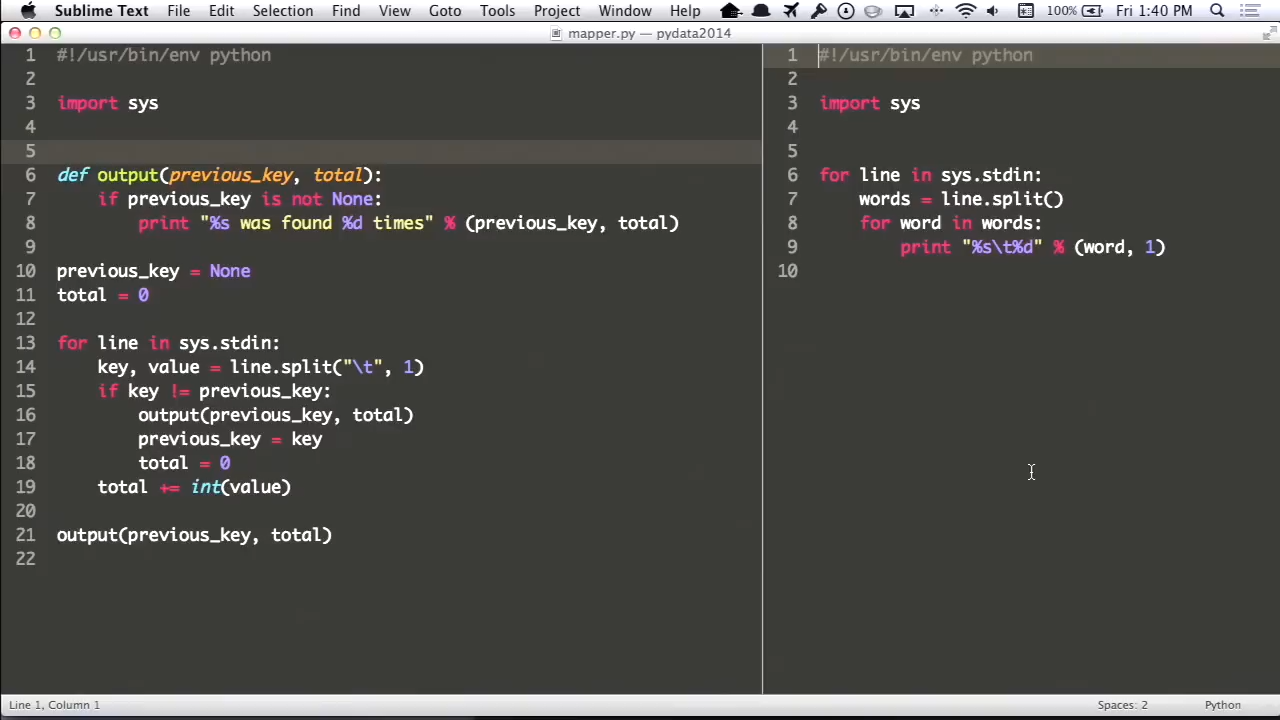 Sublime Text File Edit Selection Find View Goto Tools Project Window Help 100% Fri 1:40 PM
mapper.py — pydata2014
1 #!/usr/bin/env python
2
3 import sys
4
5
6 def output(previous_key, total):
7     if previous_key is not None:
8         print "%s was found %d times" % (previous_key, total)
9
10 previous_key = None
11 total = 0
12
13 for line in sys.stdin:
14     key, value = line.split("\t", 1)
15     if key != previous_key:
16         output(previous_key, total)
17         previous_key = key
18         total = 0
19     total += int(value)
20
21 output(previous_key, total)
22
1 #!/usr/bin/env python
2
3 import sys
4
5
6 for line in sys.stdin:
7     words = line.split()
8     for word in words:
9         print "%s\t%d" % (word, 1)
10
Line 1, Column 1 Spaces: 2 Python